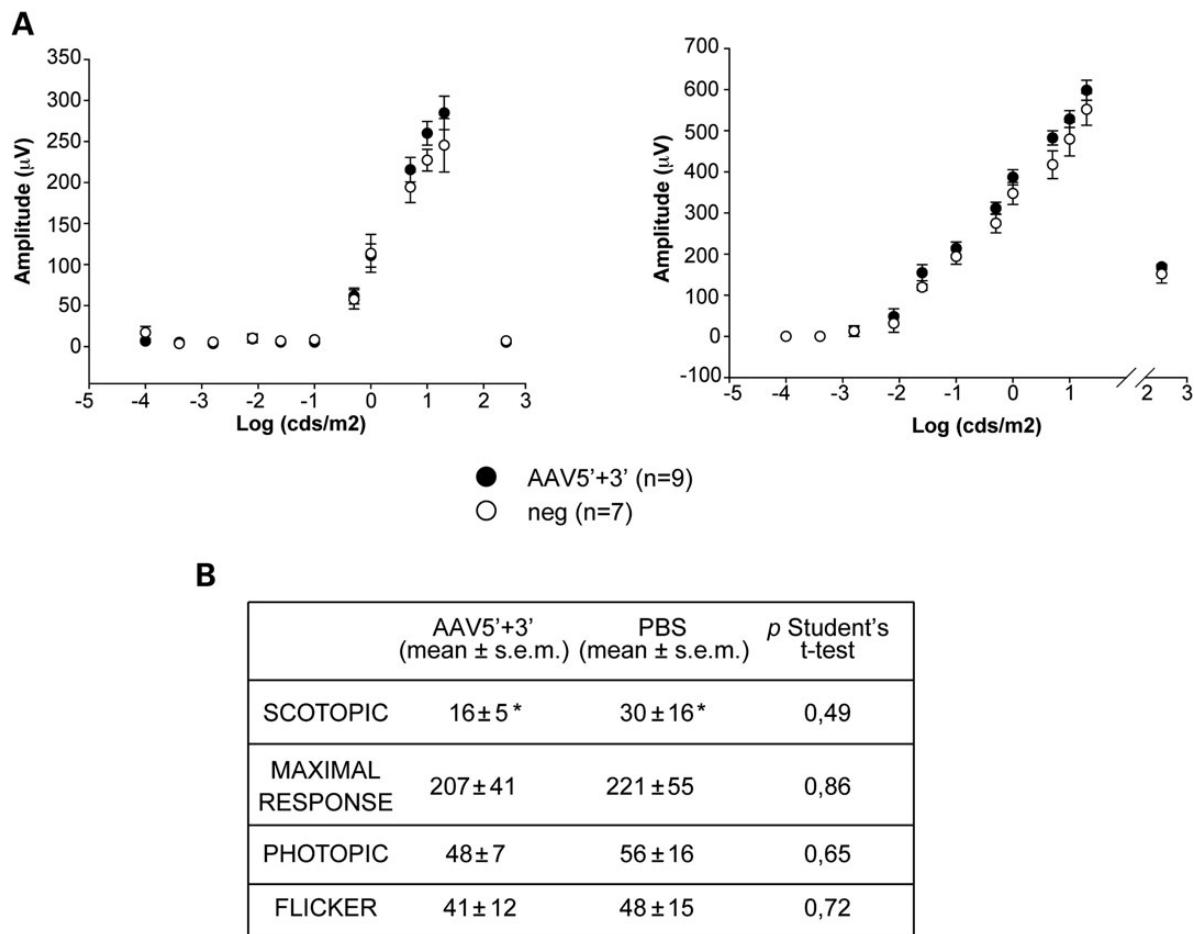 A
350
300
250
200
150
100
50
0
Amplitude (µV)
-5 -4 -3 -2 -1 0 1 2 3
Log (cds/m2)
700
600
500
400
300
200
100
0
-100
Amplitude (µV)
-5 -4 -3 -2 -1 0 1 2 3
Log (cds/m2)
AAV5’+3’ (n=9)
neg (n=7)
B
AAV5’+3’ PBS p Student’s
(mean ± s.e.m.) (mean ± s.e.m.) t-test
SCOTOPIC 16±5* 30±16* 0,49
MAXIMAL
RESPONSE 207±41 221±55 0,86
PHOTOPIC 48±7 56±16 0,65
FLICKER 41±12 48±15 0,72